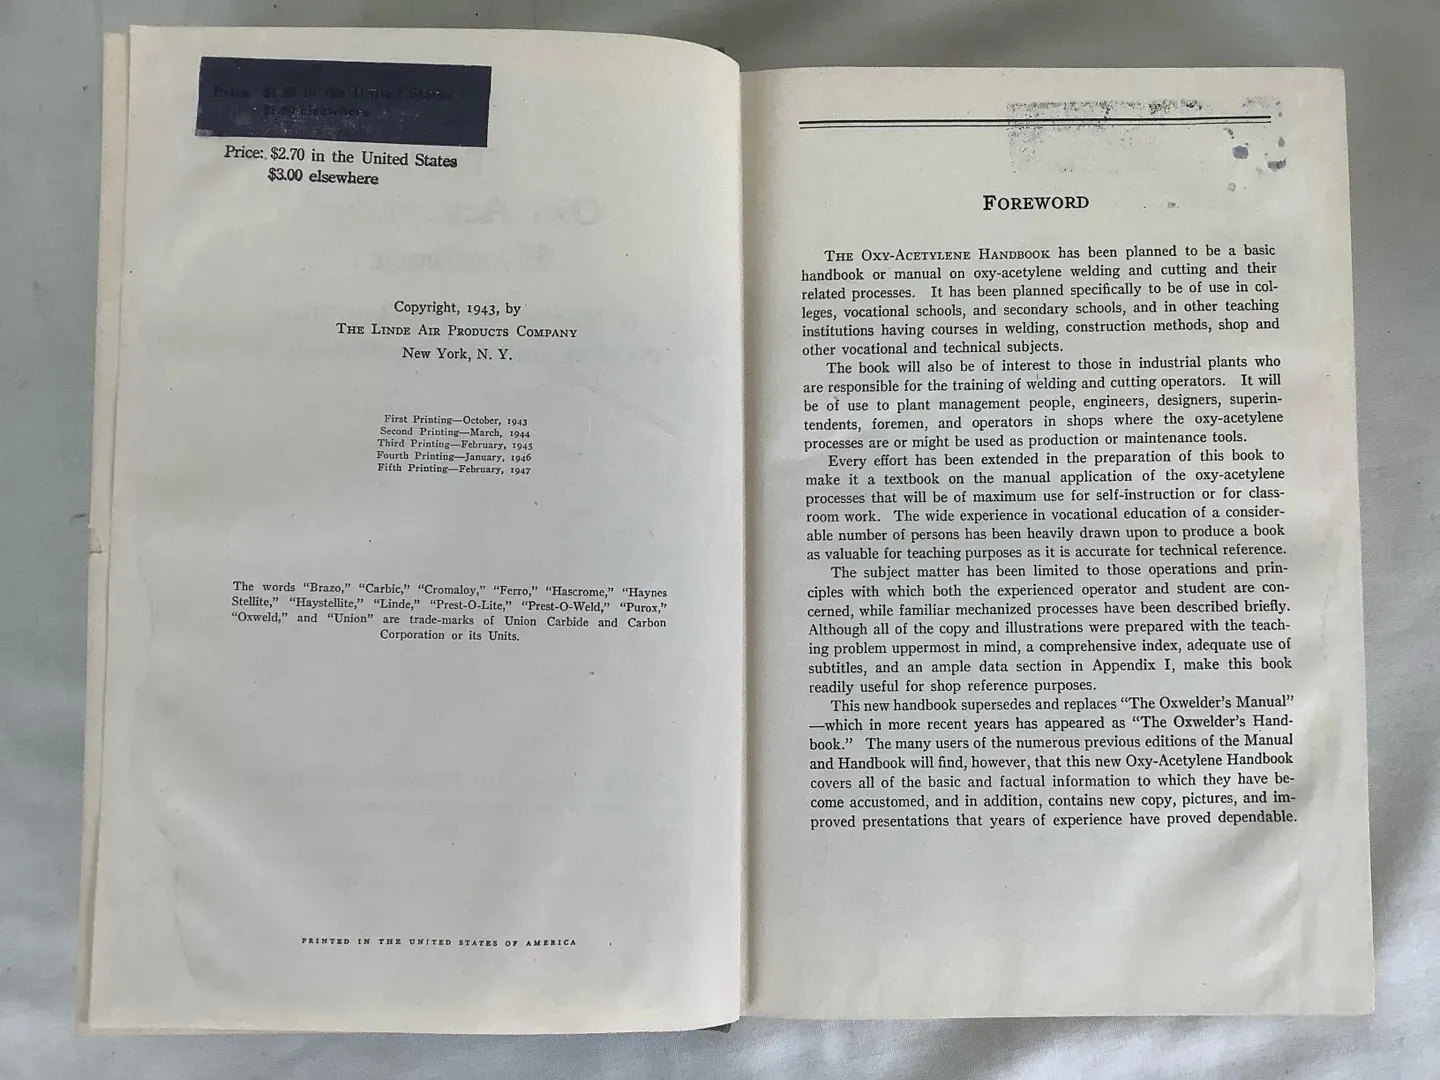 Price: $1.50 in the United States
elsewhere
Price: $2.70 in the United States
$3.00 elsewhere
Copyright, 1943, by
THE LINDE AIR PRODUCTS COMPANY
New York, N. Y.
First Printing—October, 1943
Second Printing—March, 1944
Third Printing—February, 1945
Fourth Printing—January, 1946
Fifth Printing—February, 1947
The words “Brazo,” “Carbic,” “Cromaloy,” “Ferro,” “Hascrome,” “Haynes
Stellite,” “Haystellite,” “Linde,” “Prest-O-Lite,” “Prest-O-Weld,” “Purox,”
“Oxweld,” and “Union” are trade-marks of Union Carbide and Carbon
Corporation or its Units.
PRINTED IN THE UNITED STATES OF AMERICA
FOREWORD
THE OXY-ACETYLENE HANDBOOK has been planned to be a basic
handbook or manual on oxy-acetylene welding and cutting and their
related processes. It has been planned specifically to be of use in col-
leges, vocational schools, and secondary schools, and in other teaching
institutions having courses in welding, construction methods, shop and
other vocational and technical subjects.
The book will also be of interest to those in industrial plants who
are responsible for the training of welding and cutting operators. It will
be of use to plant management people, engineers, designers, superin-
tendents, foremen, and operators in shops where the oxy-acetylene
processes are or might be used as production or maintenance tools.
Every effort has been extended in the preparation of this book to
make it a textbook on the manual application of the oxy-acetylene
processes that will be of maximum use for self-instruction or for class-
room work. The wide experience in vocational education of a consider-
able number of persons has been heavily drawn upon to produce a book
as valuable for teaching purposes as it is accurate for technical reference.
The subject matter has been limited to those operations and prin-
ciples with which both the experienced operator and student are con-
cerned, while familiar mechanized processes have been described briefly.
Although all of the copy and illustrations were prepared with the teach-
ing problem uppermost in mind, a comprehensive index, adequate use of
subtitles, and an ample data section in Appendix I, make this book
readily useful for shop reference purposes.
This new handbook supersedes and replaces “The Oxwelder’s Manual”
—which in more recent years has appeared as “The Oxwelder’s Hand-
book.” The many users of the numerous previous editions of the Manual
and Handbook will find, however, that this new Oxy-Acetylene Handbook
covers all of the basic and factual information to which they have be-
come accustomed, and in addition, contains new copy, pictures, and im-
proved presentations that years of experience have proved dependable.